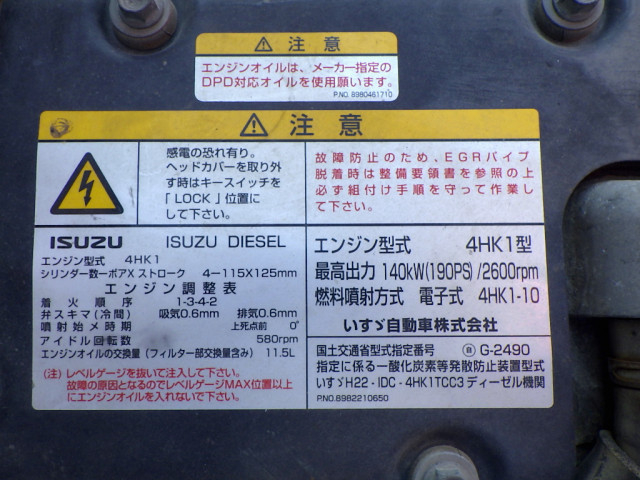 注意
エンジンオイルは、メーカー指定の
DPD対応オイルを使用願います。
P.NO. 8980461710
注意
感電の恐れ有り。
ヘッドカバーを取り外
す時はキースイッチを
「LOCK」位置に
して下さい。
故障防止のため、EGRパイプ
脱着時は整備要領書を参照の上
必ず組付け手順を守って作業し
て下さい。
ISUZU ISUZU DIESEL
エンジン型式 4HK1
シリンダー数ーボアXストローク 4ー115X125mm
エンジン調整表
着火順序 1-3-4-2
弁スキマ(冷間) 吸気0.6mm 排気0.6mm
噴射始メ時期 上死点前 0°
アイドル回転数 580rpm
エンジンオイルの交換量(フィルター部交換量含み) 11.5L
(注)レベルゲージを抜いて注入して下さい。
故障の原因となるのでレベルゲージMAX位置以上
にエンジンオイルを入れないで下さい。
エンジン型式 4HK1型
最高出力 140kW(190PS)/2600rpm
燃料噴射方式 電子式 4HK1-10
いすゞ自動車株式会社
国土交通省型式指定番号 自 G-2490
指定に係る一酸化炭素等発散防止装置型式
いすゞH22-IDC-4HK1TCC3ディーゼル機関
P.NO.8982210650